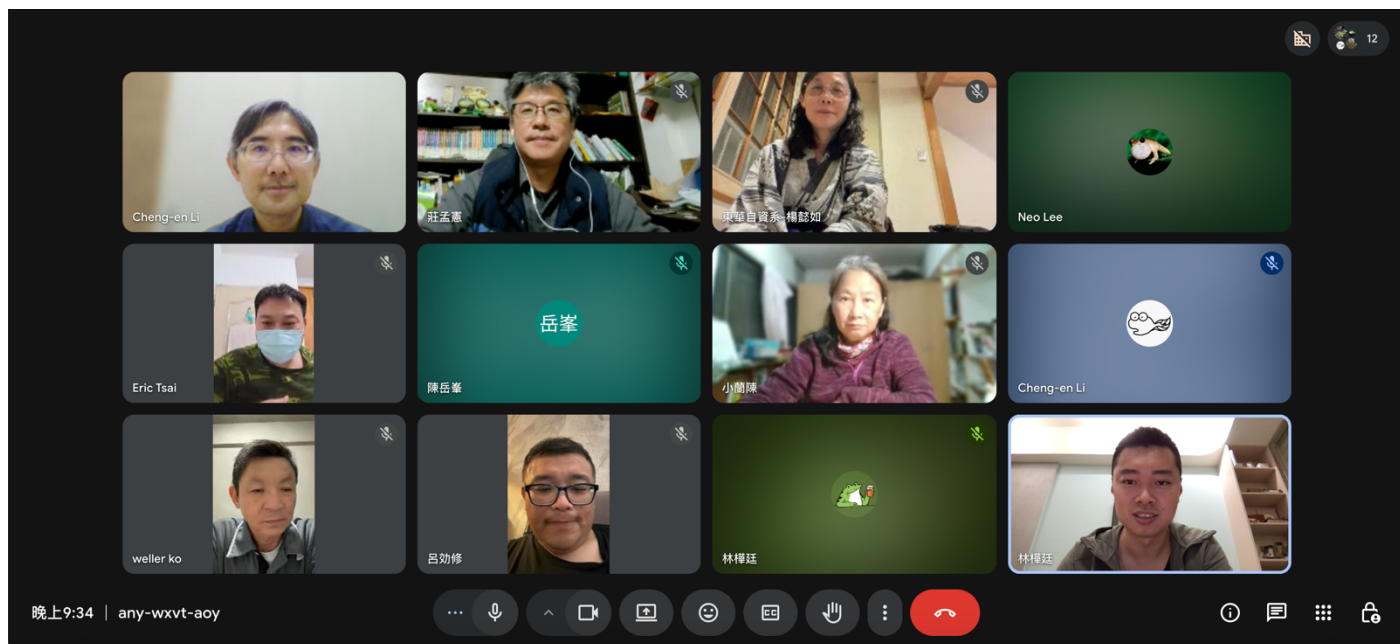 12
Cheng-en Li
莊孟憲
東華自資系-楊懿如
Neo Lee
Eric Tsai
岳峯
陳岳峯
小蘭陳
Cheng-en Li
weller ko
呂効修
林樺廷
林樺廷
晚上9:34 | any-wxvt-aoy
CC